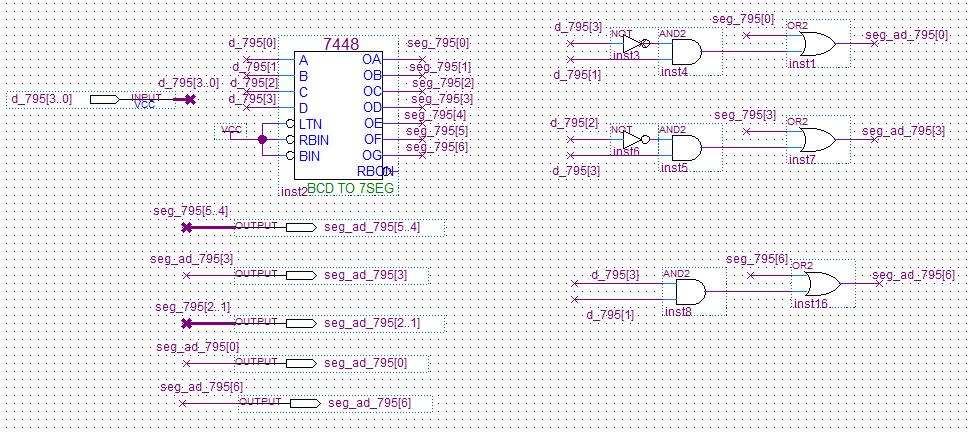 7448
d_795[0]
d_795[1
d_795[2]
d_795[3]
A
B
C
D
LTN
RBIN
BIN
OA
OB
OC
OD
OE
OF
OG
RBON
seg_795[0]
seg_795[1]
seg_795[2]
seg_795[3]
seg_795[4]
seg_795[5]
seg_795[6]
VCC
inst2
BCD TO 7SEG
d_795[3..0]
INPUT
VCC
d_795[3..0]
seg_795[5..4]
OUTPUT
seg_ad_795[5..4]
seg_ad_795[3]
OUTPUT
seg_ad_795[3]
seg_795[2..1]
OUTPUT
seg_ad_795[2..1]
seg_ad_795[0]
OUTPUT
seg_ad_795[0]
seg_ad_795[6]
OUTPUT
seg_ad_795[6]
d_795[3]
NOT
inst3
d_795[1]
AND2
inst4
seg_795[0]
OR2
inst1
seg_ad_795[0]
d_795[2]
NOT
inst6
d_795[3]
AND2
inst5
seg_795[3]
OR2
inst7
seg_ad_795[3]
d_795[3]
AND2
inst8
d_795[1]
seg_795[6]
OR2
inst16
seg_ad_795[6]